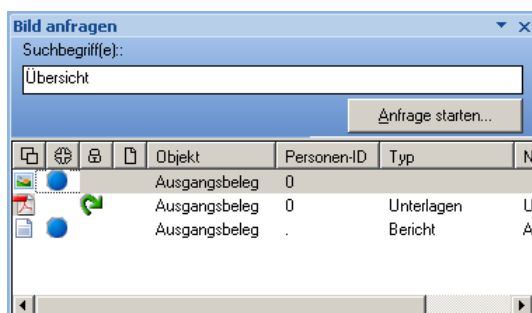 Bild anfragen
Suchbegriff(e)::
Übersicht
Anfrage starten...
Objekt Personen-ID Typ N
Ausgangsbeleg 0
Ausgangsbeleg 0 Unterlagen U
Ausgangsbeleg . Bericht A